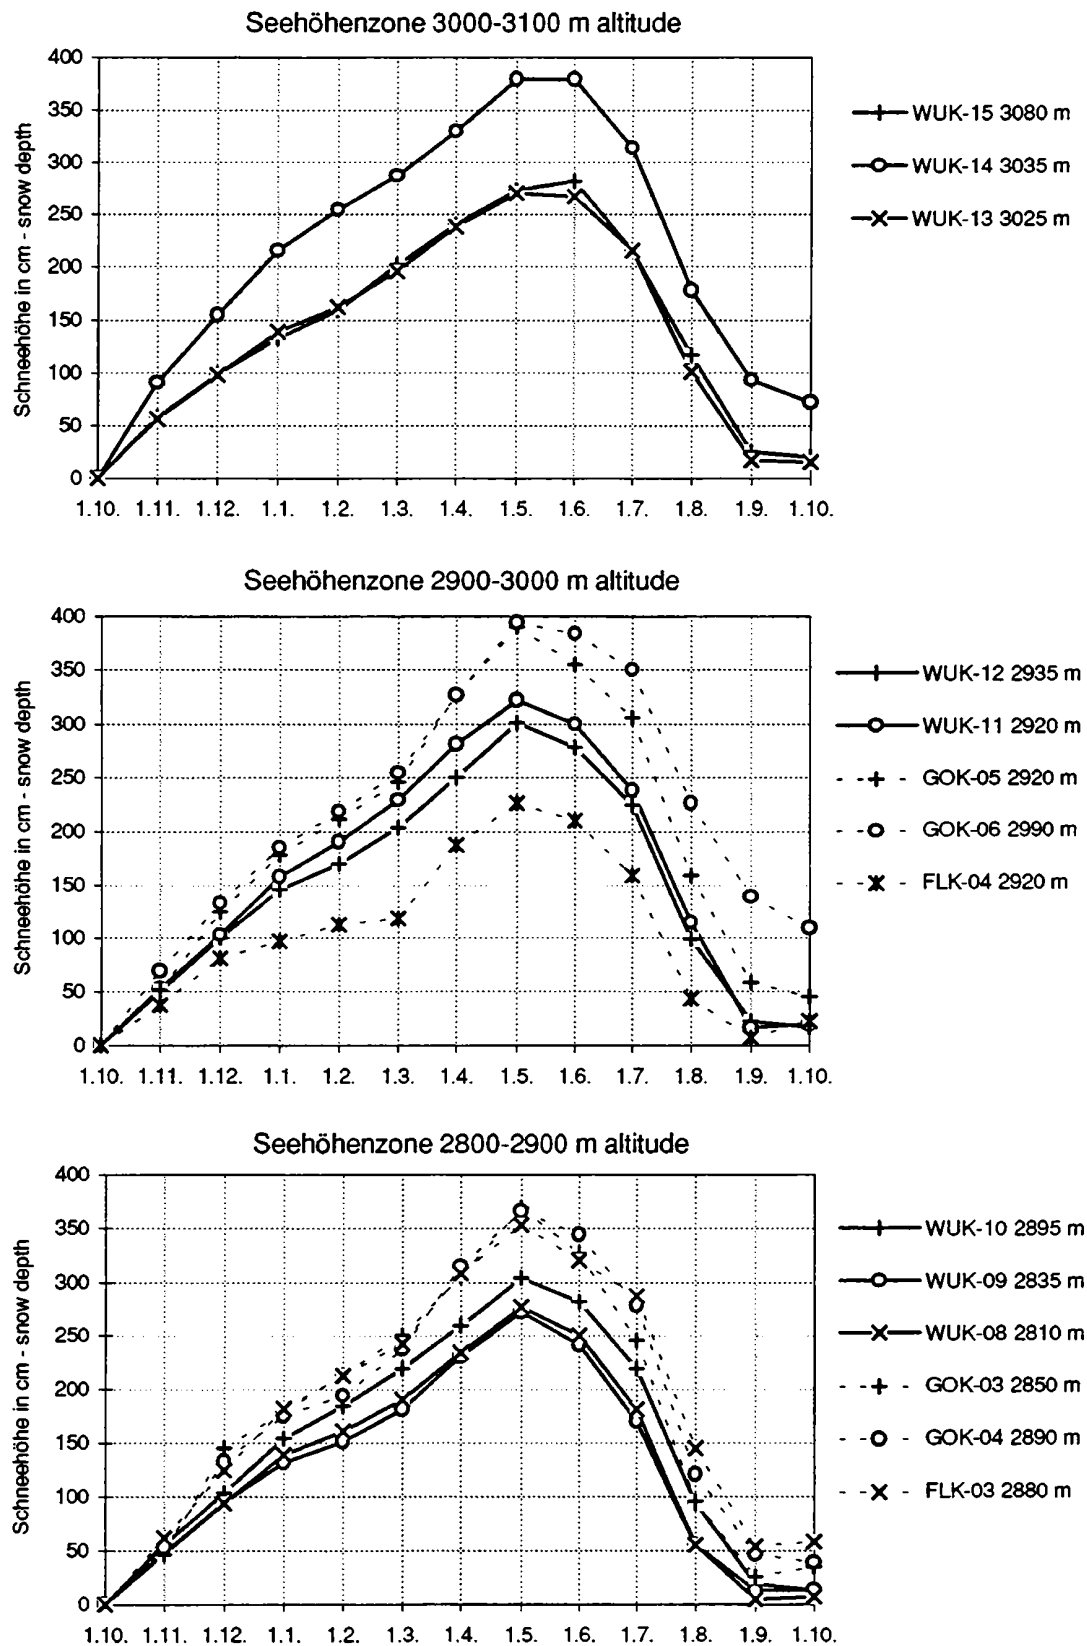 Seehöhenzone 3000-3100 m altitude
Schneehöhe in cm - snow depth
400
350
300
250
200
150
100
50
0
1.10. 1.11. 1.12. 1.1. 1.2. 1.3. 1.4. 1.5. 1.6. 1.7. 1.8. 1.9. 1.10.
WUK-15 3080 m
WUK-14 3035 m
WUK-13 3025 m
Seehöhenzone 2900-3000 m altitude
Schneehöhe in cm - snow depth
400
350
300
250
200
150
100
50
0
1.10. 1.11. 1.12. 1.1. 1.2. 1.3. 1.4. 1.5. 1.6. 1.7. 1.8. 1.9. 1.10.
WUK-12 2935 m
WUK-11 2920 m
GOK-05 2920 m
GOK-06 2990 m
FLK-04 2920 m
Seehöhenzone 2800-2900 m altitude
Schneehöhe in cm - snow depth
400
350
300
250
200
150
100
50
0
1.10. 1.11. 1.12. 1.1. 1.2. 1.3. 1.4. 1.5. 1.6. 1.7. 1.8. 1.9. 1.10.
WUK-10 2895 m
WUK-09 2835 m
WUK-08 2810 m
GOK-03 2850 m
GOK-04 2890 m
FLK-03 2880 m